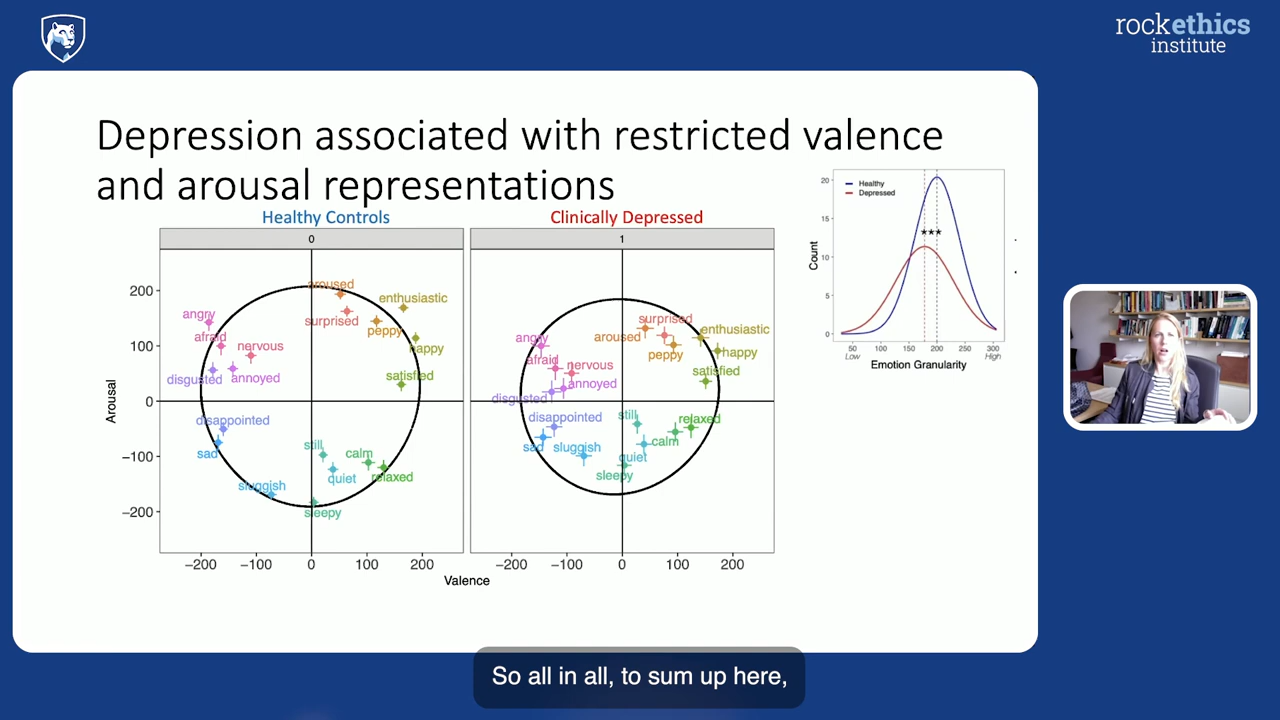 rockethics
institute
Depression associated with restricted valence
and arousal representations
Healthy Controls
Clinically Depressed
0
1
Arousal
200
100
0
−100
−200
aroused
enthusiastic
surprised
peppy
happy
angry
afraid
nervous
disgusted
annoyed
satisfied
disappointed
sad
still
calm
sluggish
quiet
relaxed
sleepy
surprised
aroused
enthusiastic
peppy
happy
angry
afraid
nervous
annoyed
satisfied
disgusted
disappointed
still
relaxed
sad
sluggish
calm
quiet
sleepy
−200 −100 0 100 200
−200 −100 0 100 200
Valence
Healthy
Depressed
★★★
Count
20
15
10
5
0
50 100 150 200 250 300
Low High
Emotion Granularity
So all in all, to sum up here,